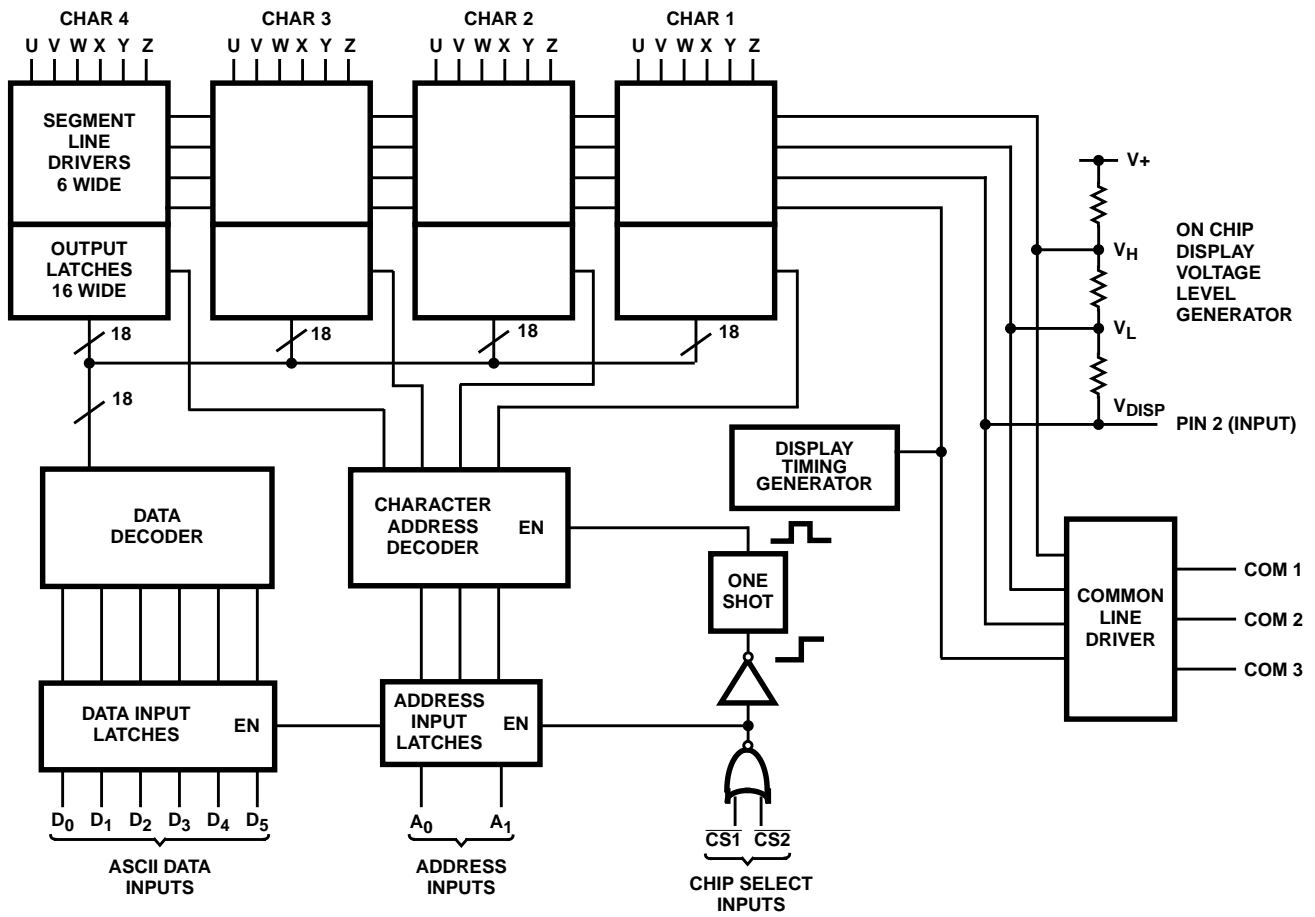 CHAR 4
CHAR 3
CHAR 2
CHAR 1
U V W X Y Z
U V W X Y Z
U V W X Y Z
U V W X Y Z
SEGMENT
LINE
DRIVERS
6 WIDE
OUTPUT
LATCHES
16 WIDE
18
18
18
18
18
V+
VH
VL
VDISP
PIN 2 (INPUT)
ON CHIP
DISPLAY
VOLTAGE
LEVEL
GENERATOR
DISPLAY
TIMING
GENERATOR
DATA
DECODER
CHARACTER
ADDRESS
DECODER
EN
ONE
SHOT
COMMON
LINE
DRIVER
COM 1
COM 2
COM 3
DATA INPUT
LATCHES
EN
ADDRESS
INPUT
LATCHES
EN
D0 D1 D2 D3 D4 D5
A0 A1
C̅S̅1̅ C̅S̅2̅
ASCII DATA
INPUTS
ADDRESS
INPUTS
CHIP SELECT
INPUTS